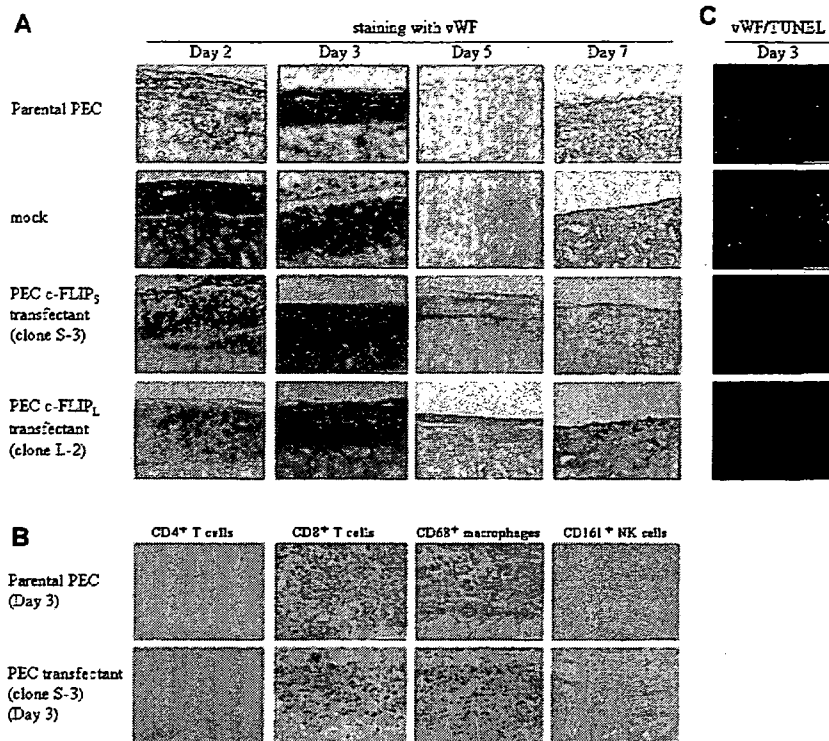 A
staining with vWF
Day 2 Day 3 Day 5 Day 7
C
vWF/TUNEL
Day 3
Parental PEC
mock
PEC c-FLIPS
transfectant
(clone S-3)
PEC c-FLIPL
transfectant
(clone L-2)
B
CD4+ T cells CD8+ T cells CD68+ macrophages CD161+ NK cells
Parental PEC
(Day 3)
PEC transfectant
(clone S-3)
(Day 3)